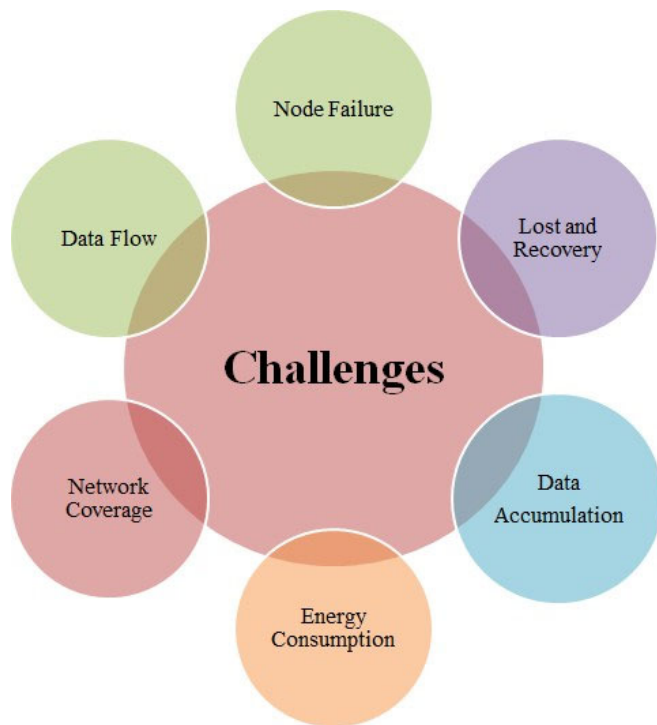 Node Failure
Lost and
Recovery
Data Flow
Challenges
Network
Coverage
Data
Accumulation
Energy
Consumption